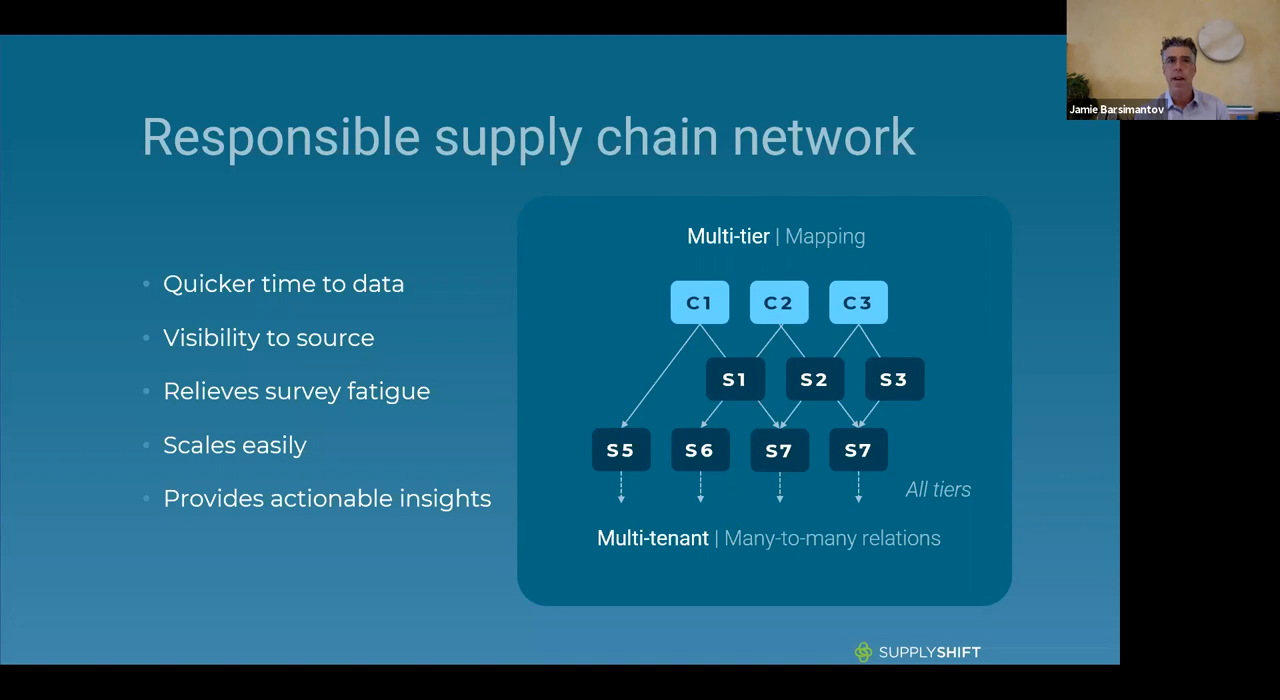 Jamie Barsimantov
Responsible supply chain network
• Quicker time to data
• Visibility to source
• Relieves survey fatigue
• Scales easily
• Provides actionable insights
Multi-tier | Mapping
C1 C2 C3
S1 S2 S3
S5 S6 S7 S7
All tiers
Multi-tenant | Many-to-many relations
SUPPLYSHIFT